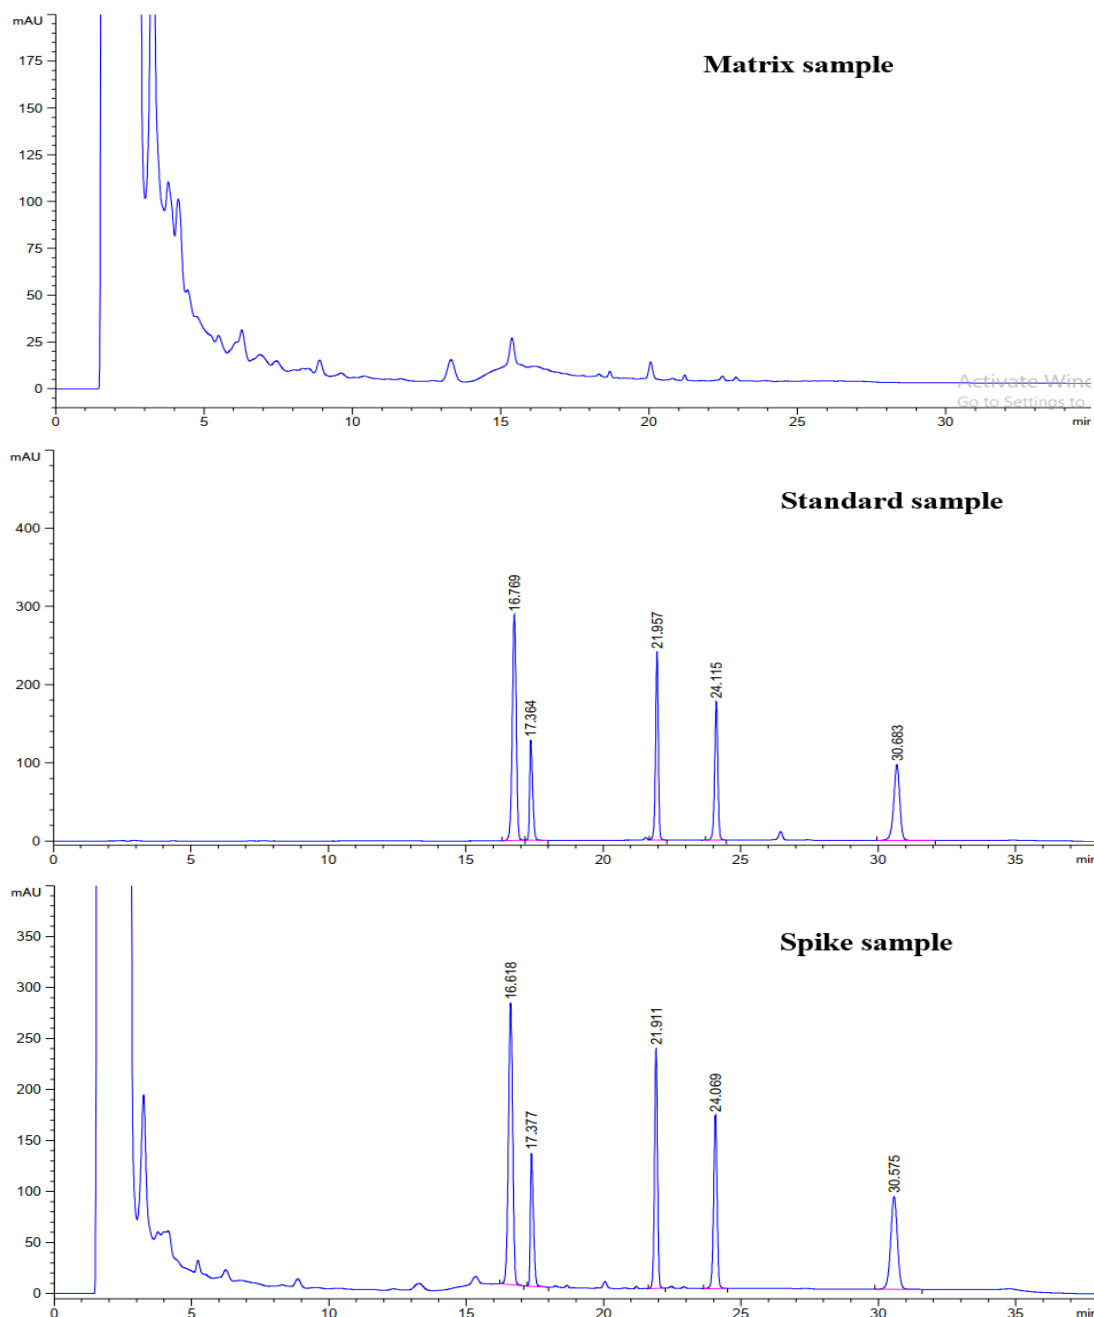 mAU
Matrix sample
175
150
125
100
75
50
25
0
Activate Wind
Go to Settings to
0 5 10 15 20 25 30 min
mAU
Standard sample
400
300
200
100
0
16.769
17.364
21.957
24.115
30.683
0 5 10 15 20 25 30 35 min
mAU
Spike sample
350
300
250
200
150
100
50
0
16.618
17.377
21.911
24.069
30.575
0 5 10 15 20 25 30 35 min